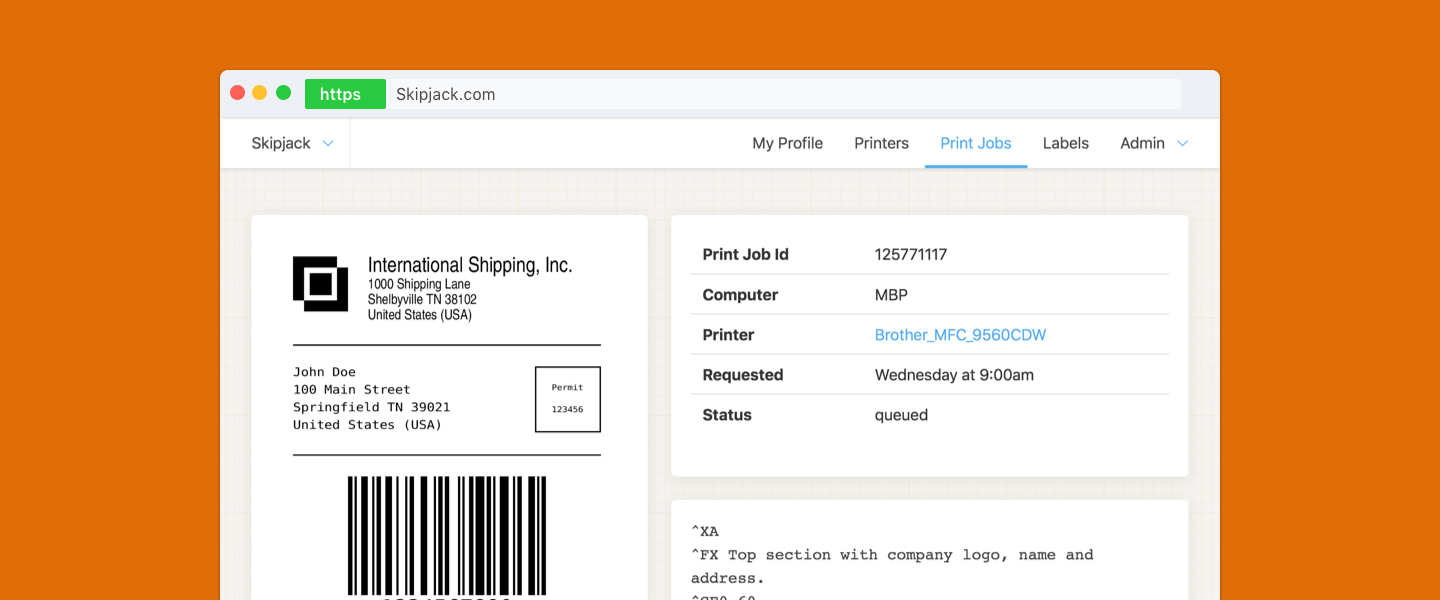 https Skipjack.com
Skipjack My Profile Printers Print Jobs Labels Admin
International Shipping, Inc.
1000 Shipping Lane
Shelbyville TN 38102
United States (USA)
John Doe
100 Main Street
Springfield TN 39021
United States (USA)
Permit
123456
Print Job Id 125771117
Computer MBP
Printer Brother_MFC_9560CDW
Requested Wednesday at 9:00am
Status queued
^XA
^FX Top section with company logo, name and
address.